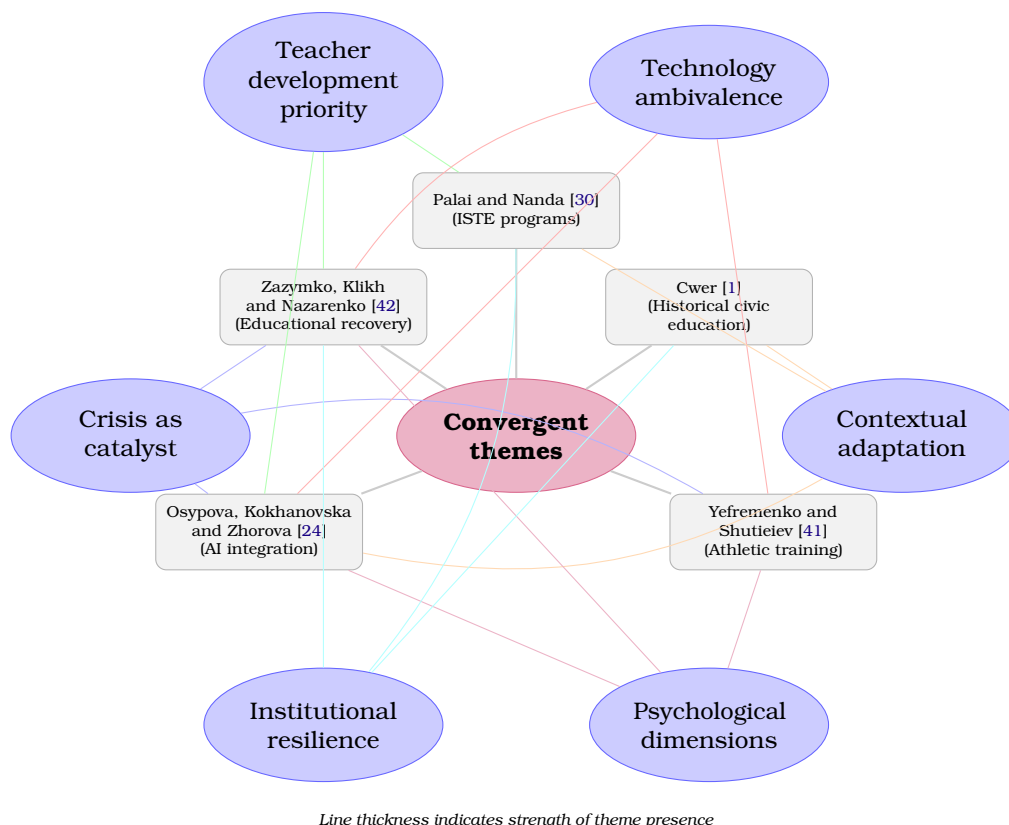 Teacher
development
priority
Technology
ambivalence
Palai and Nanda [30]
(ISTE programs)
Zazymko, Klikh
and Nazarenko [42]
(Educational recovery)
Cwer [1]
(Historical civic
education)
Crisis as
catalyst
Convergent
themes
Contextual
adaptation
Osypova, Kokhanovska
and Zhorova [24]
(AI integration)
Yefremenko and
Shutieiev [41]
(Athletic training)
Institutional
resilience
Psychological
dimensions
Line thickness indicates strength of theme presence